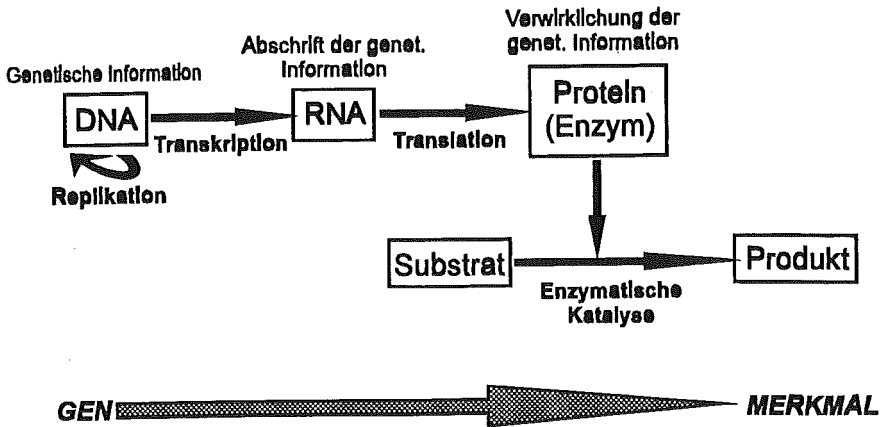 Genetische Information
DNA
Replikation
Transkription
Abschrift der genet.
Information
RNA
Translation
Verwirklichung der
genet. Information
Protein
(Enzym)
Substrat
Enzymatische
Katalyse
Produkt
GEN
MERKMAL